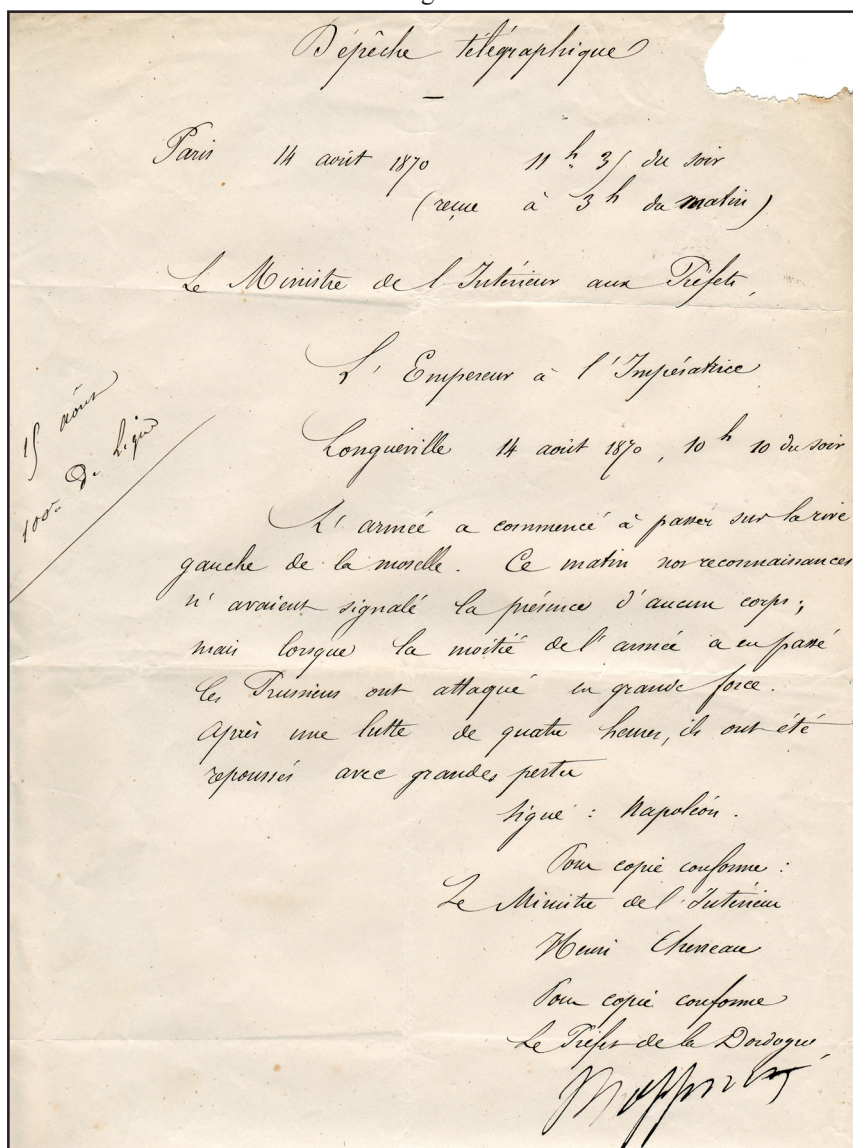 Dépêche télégraphique
Paris 14 août 1870 11 h. 35 du soir
(reçue à 3 h du matin)
Le Ministre de l'Intérieur aux Préfets,
L'Empereur à l'Impératrice
15 août
100e De ligne
Longueville 14 août 1870, 10 h 10 du soir
L'armée a commencé à passer sur la rive
gauche de la moselle. Ce matin nos reconnaissances
n'avaient signalé la présence d'aucun corps;
mais lorsque la moitié de l'armée a eu passé
les Prussiens ont attaqué en grande force.
Après une lutte de quatre heures, ils ont été
repoussés avec grandes pertes
signé : Napoléon.
Pour copie conforme :
Le Ministre de l'Intérieur
Henri Chevreau
Pour copie conforme
Le Préfet de la Dordogne,